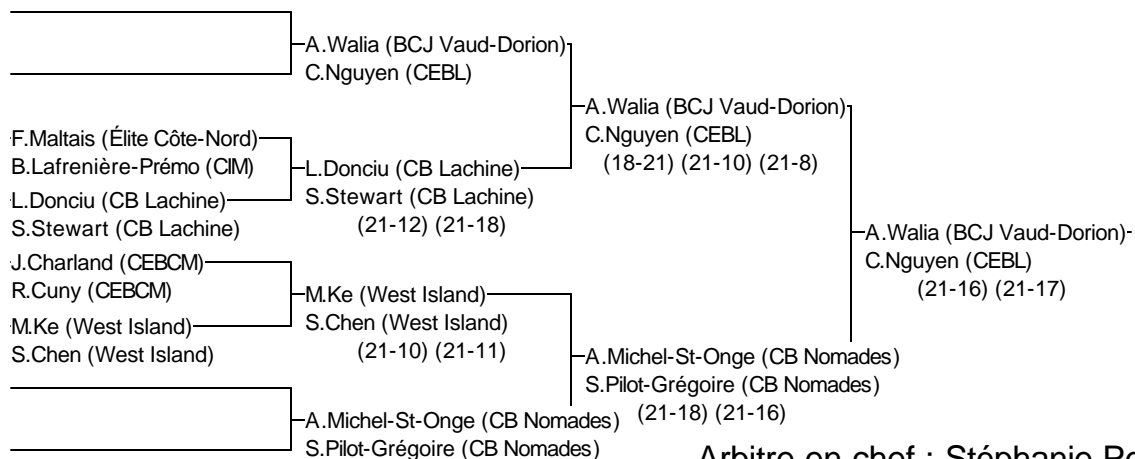 A.Walia (BCJ Vaud-Dorion)
C.Nguyen (CEBL)
A.Walia (BCJ Vaud-Dorion)
C.Nguyen (CEBL)
(18-21) (21-10) (21-8)
F.Maltais (Élite Côte-Nord)
B.Lafrenière-Prémo (CIM)
L.Donciu (CB Lachine)
S.Stewart (CB Lachine)
(21-12) (21-18)
L.Donciu (CB Lachine)
S.Stewart (CB Lachine)
A.Walia (BCJ Vaud-Dorion)
C.Nguyen (CEBL)
(21-16) (21-17)
J.Charland (CEBCM)
R.Cuny (CEBCM)
M.Ke (West Island)
S.Chen (West Island)
(21-10) (21-11)
M.Ke (West Island)
S.Chen (West Island)
A.Michel-St-Onge (CB Nomades)
S.Pilot-Grégoire (CB Nomades)
(21-18) (21-16)
A.Michel-St-Onge (CB Nomades)
S.Pilot-Grégoire (CB Nomades)
Arbitre en chef : Stéphanie